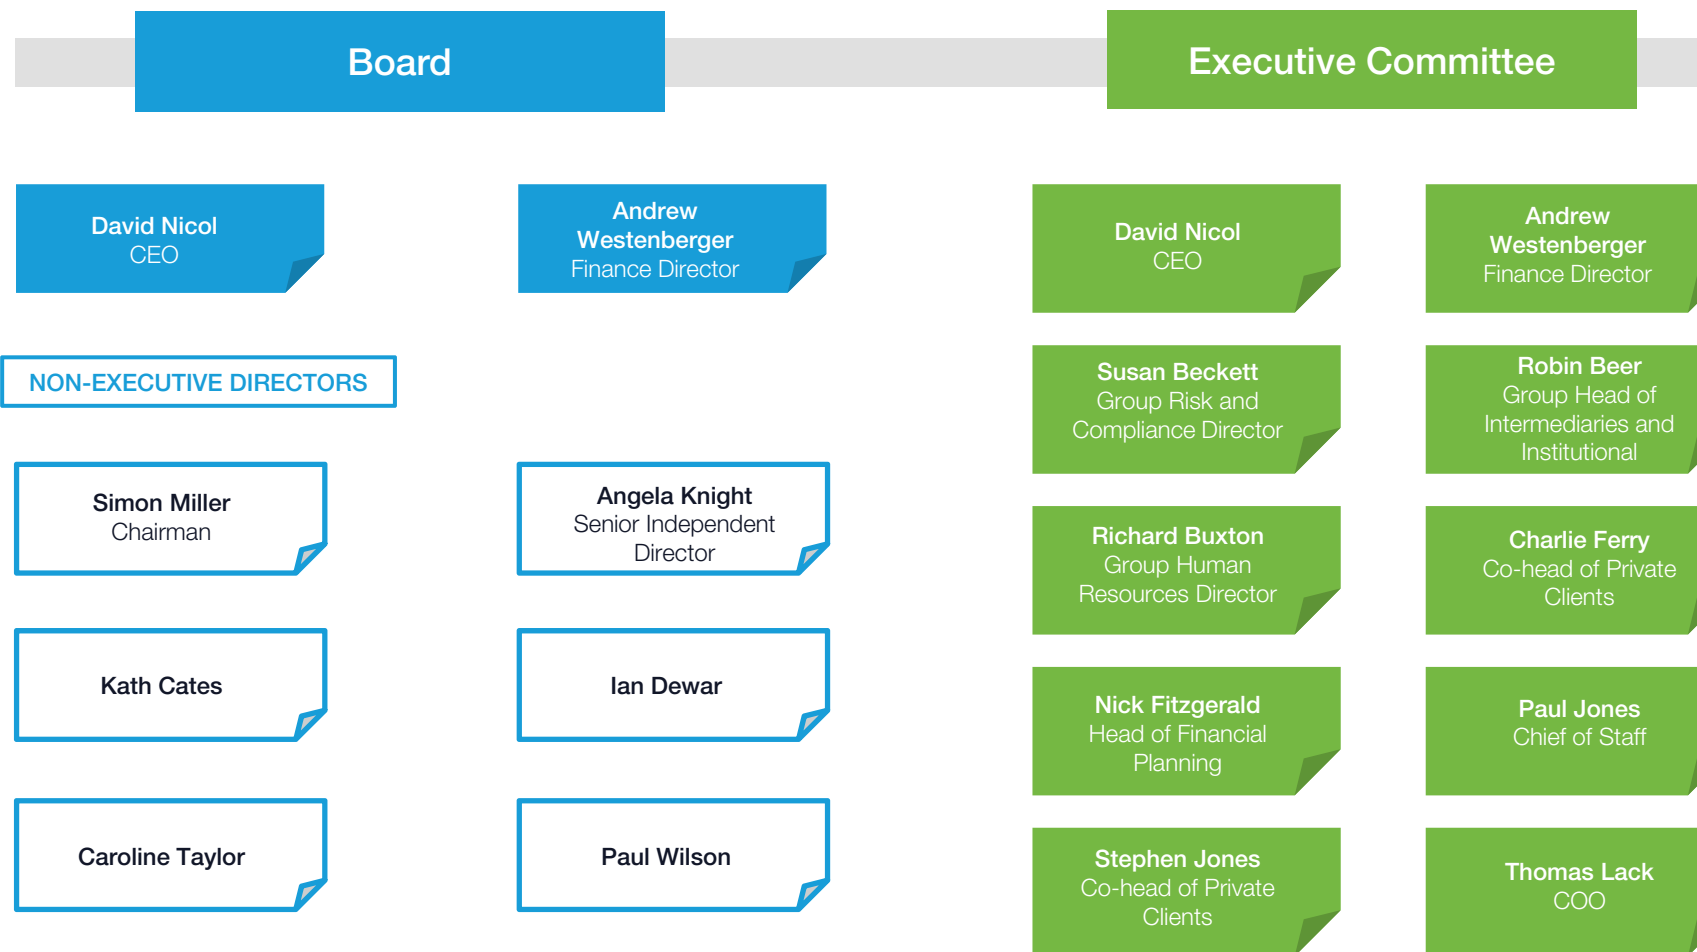 Board
Executive Committee
David Nicol
CEO
Andrew
Westenberger
Finance Director
NON-EXECUTIVE DIRECTORS
Simon Miller
Chairman
Angela Knight
Senior Independent
Director
Kath Cates
Ian Dewar
Caroline Taylor
Paul Wilson
David Nicol
CEO
Andrew
Westenberger
Finance Director
Susan Beckett
Group Risk and
Compliance Director
Robin Beer
Group Head of
Intermediaries and
Institutional
Richard Buxton
Group Human
Resources Director
Charlie Ferry
Co-head of Private
Clients
Nick Fitzgerald
Head of Financial
Planning
Paul Jones
Chief of Staff
Stephen Jones
Co-head of Private
Clients
Thomas Lack
COO